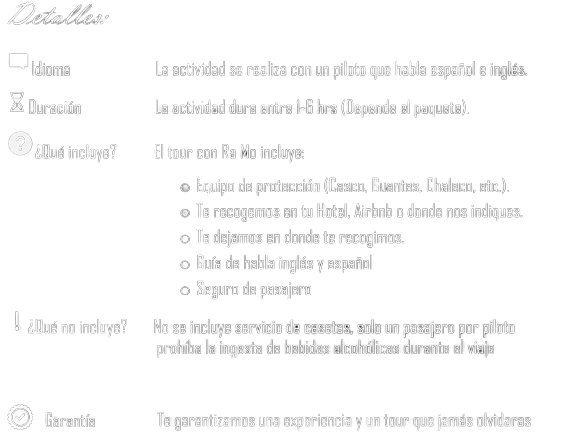 Detalles:
Idioma La actividad se realiza con un piloto que habla español e inglés.
Duración La actividad dura entre 1-6 hrs (Depende el paquete).
¿Qué incluye? El tour con Ra Mo incluye:
Equipo de protección (Casco, Guantes, Chaleco, etc.).
Te recogemos en tu Hotel, Airbnb o donde nos indiques.
Te dejamos en donde te recogimos.
Guía de habla inglés y español
Seguro de pasajero
¿Qué no incluye? No se incluye servicio de casetas, solo un pasajero por piloto
prohíba la ingesta de bebidas alcohólicas durante el viaje
Garantía Te garantizamos una experiencia y un tour que jamás olvidaras